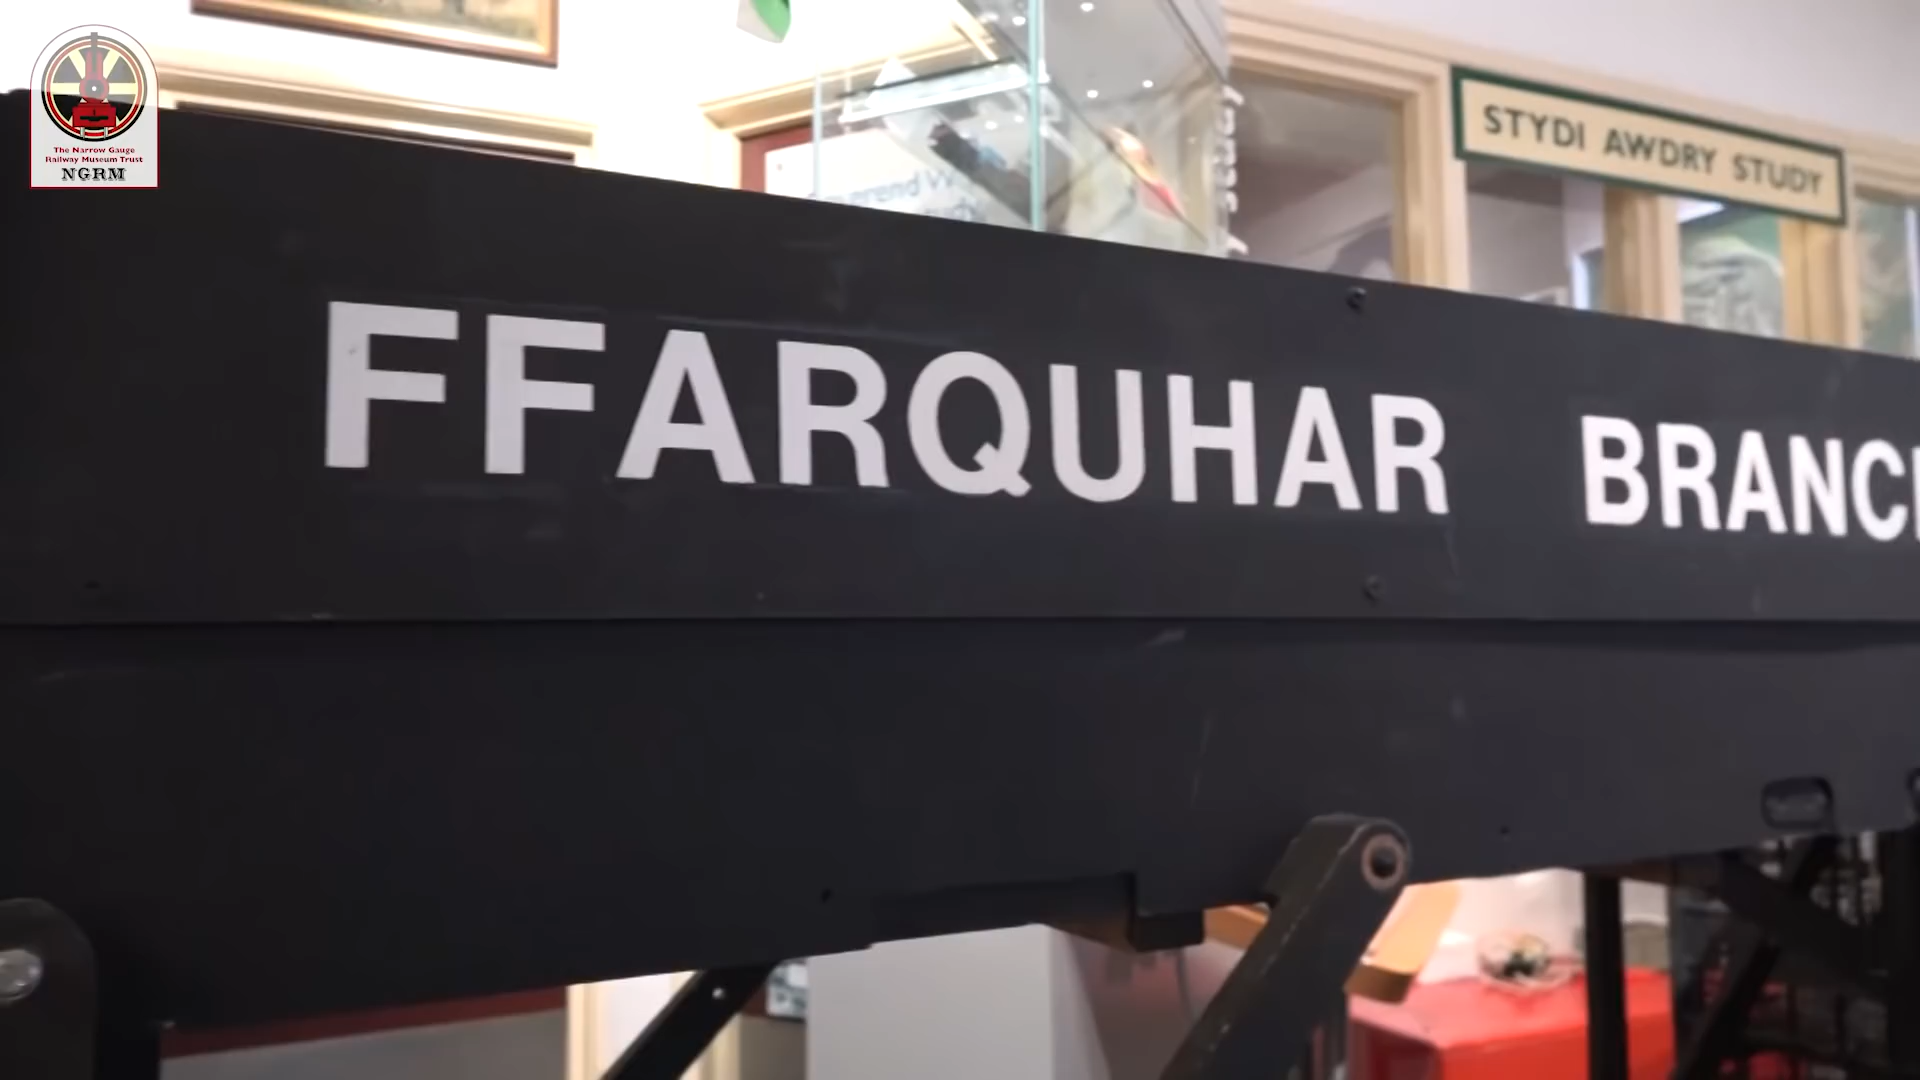 The Narrow Gauge
Railway Museum Trust
NGRM
STYDI AWDRY STUDY
FFARQUHAR BRANC